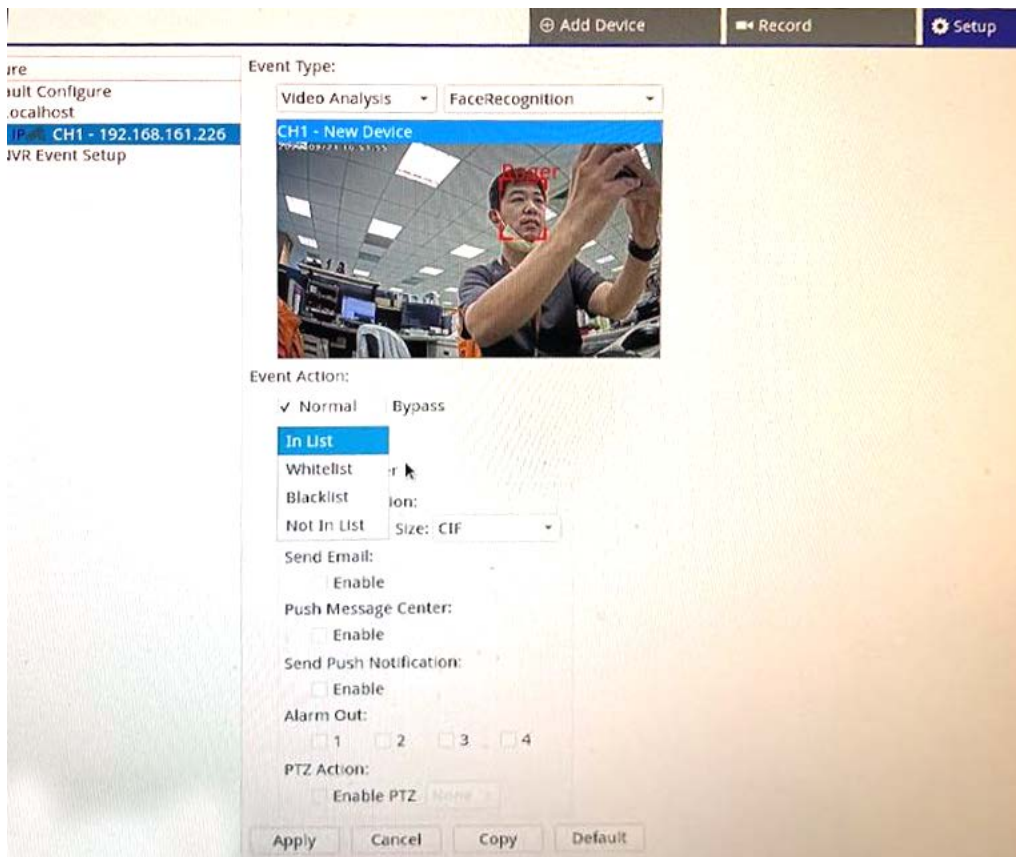 Add Device Record Setup
Event Type:
Video Analysis FaceRecognition
ault Configure
ocalhost
CH1 - 192.168.161.226
VR Event Setup
CH1 - New Device
Roger
Event Action:
✓ Normal Bypass
In List
Whitelist
Blacklist
Not In List
Size: CIF
Send Email:
Enable
Push Message Center:
Enable
Send Push Notification:
Enable
Alarm Out:
1 2 3 4
PTZ Action:
Enable PTZ None
Apply Cancel Copy Default